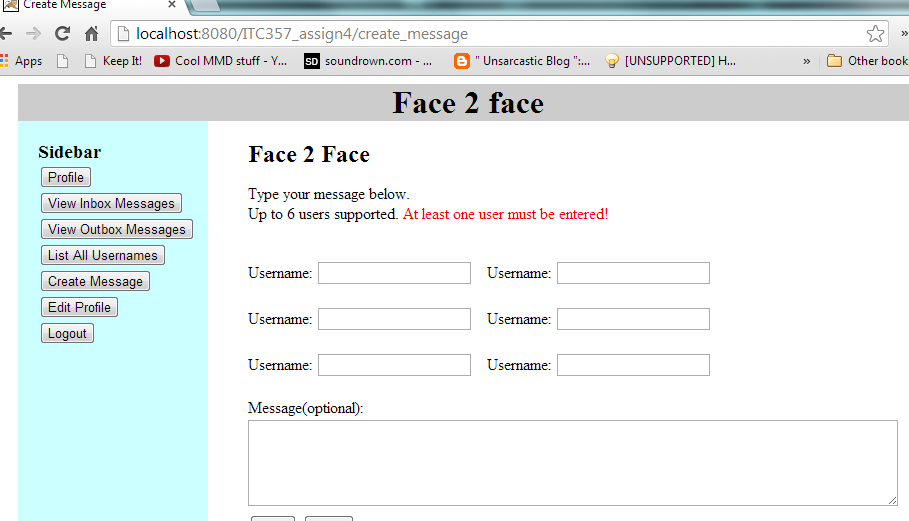 Create Message ×
localhost:8080/ITC357_assign4/create_message
Apps Keep It! Cool MMD stuff - Y... SD soundrown.com - ... " Unsarcastic Blog ":... [UNSUPPORTED] H... » Other book
Face 2 face
Sidebar
Profile
View Inbox Messages
View Outbox Messages
List All Usernames
Create Message
Edit Profile
Logout
Face 2 Face
Type your message below.
Up to 6 users supported. At least one user must be entered!
Username: Username:
Username: Username:
Username: Username:
Message(optional):